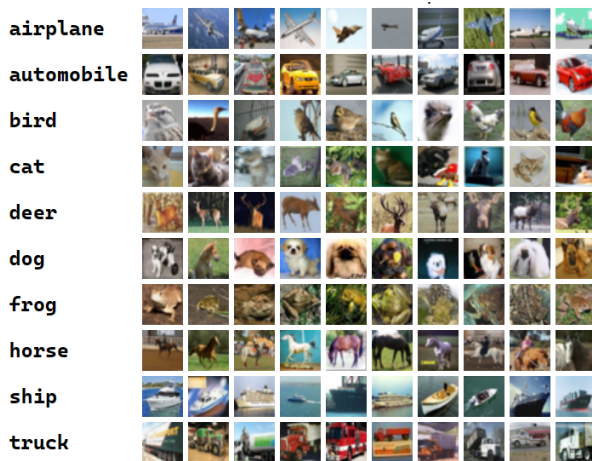 airplane
automobile
bird
cat
deer
dog
frog
horse
ship
truck